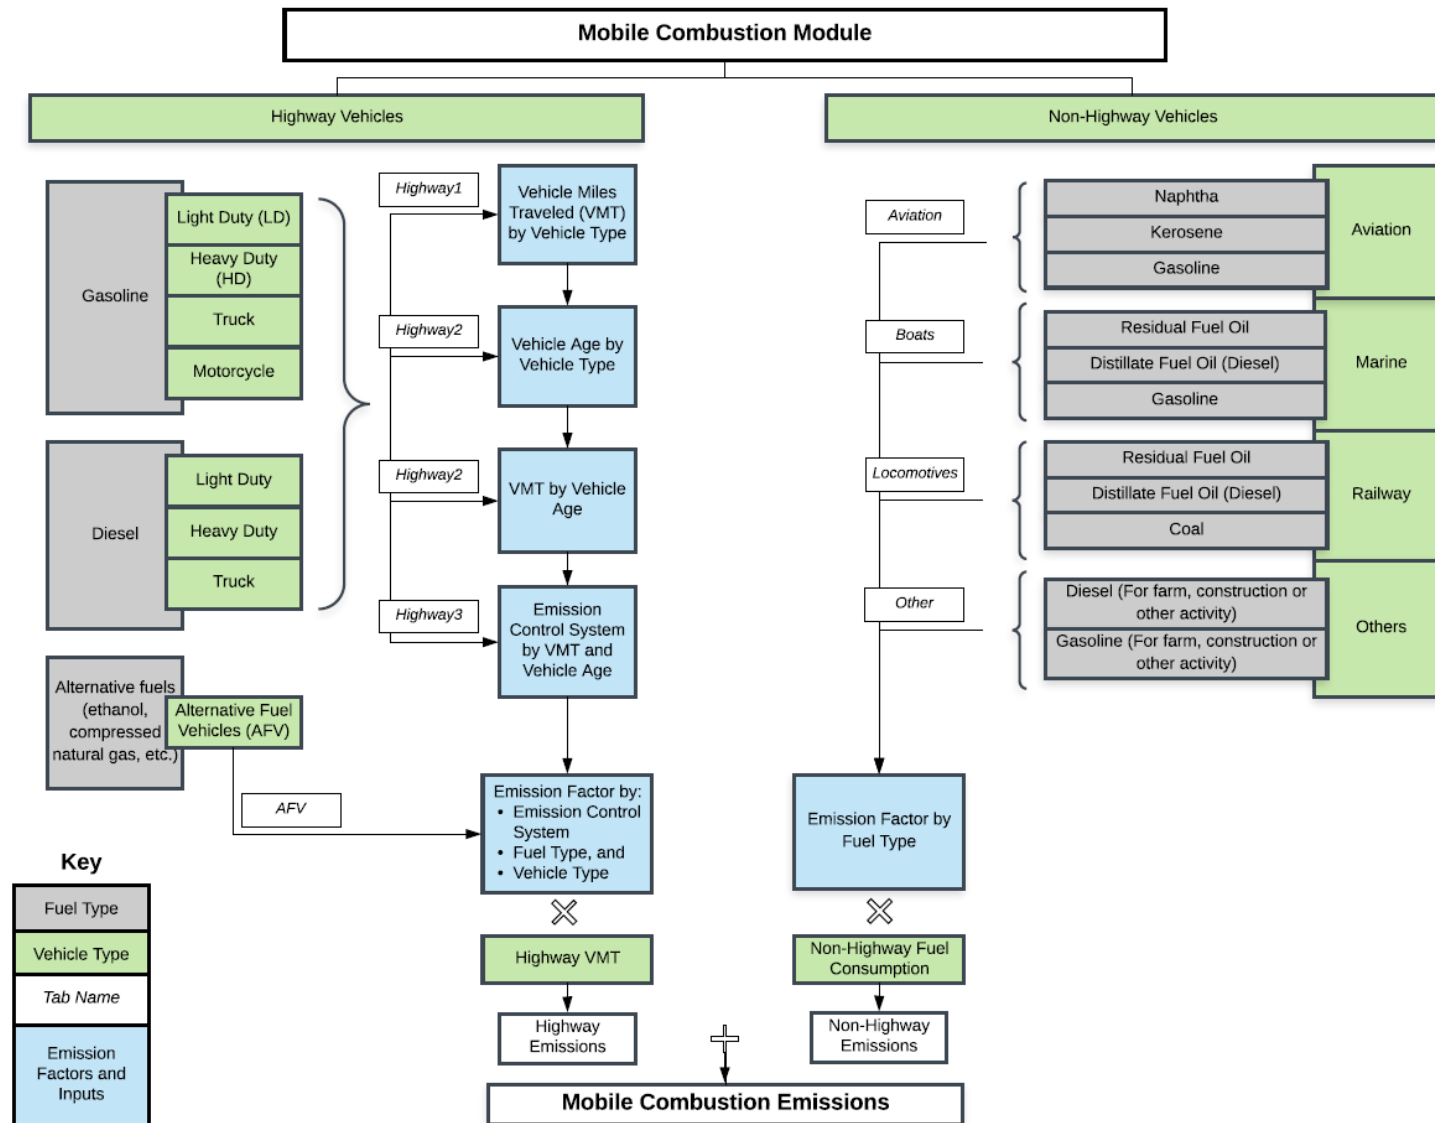 Mobile Combustion Module
Highway Vehicles
Non-Highway Vehicles
Gasoline
Light Duty (LD)
Heavy Duty
(HD)
Truck
Motorcycle
Diesel
Light Duty
Heavy Duty
Truck
Alternative fuels
(ethanol,
compressed
natural gas, etc.)
Alternative Fuel
Vehicles (AFV)
Highway1
Highway2
Highway2
Highway3
AFV
Vehicle Miles
Traveled (VMT)
by Vehicle Type
Vehicle Age by
Vehicle Type
VMT by Vehicle
Age
Emission
Control System
by VMT and
Vehicle Age
Emission Factor by:
• Emission Control
System
• Fuel Type, and
• Vehicle Type
Highway VMT
Highway
Emissions
Aviation
Boats
Locomotives
Other
Naphtha
Kerosene
Gasoline
Aviation
Residual Fuel Oil
Distillate Fuel Oil (Diesel)
Gasoline
Marine
Residual Fuel Oil
Distillate Fuel Oil (Diesel)
Coal
Railway
Diesel (For farm, construction or
other activity)
Gasoline (For farm, construction or
other activity)
Others
Emission Factor by
Fuel Type
Non-Highway Fuel
Consumption
Non-Highway
Emissions
Mobile Combustion Emissions
Key
Fuel Type
Vehicle Type
Tab Name
Emission
Factors and
Inputs